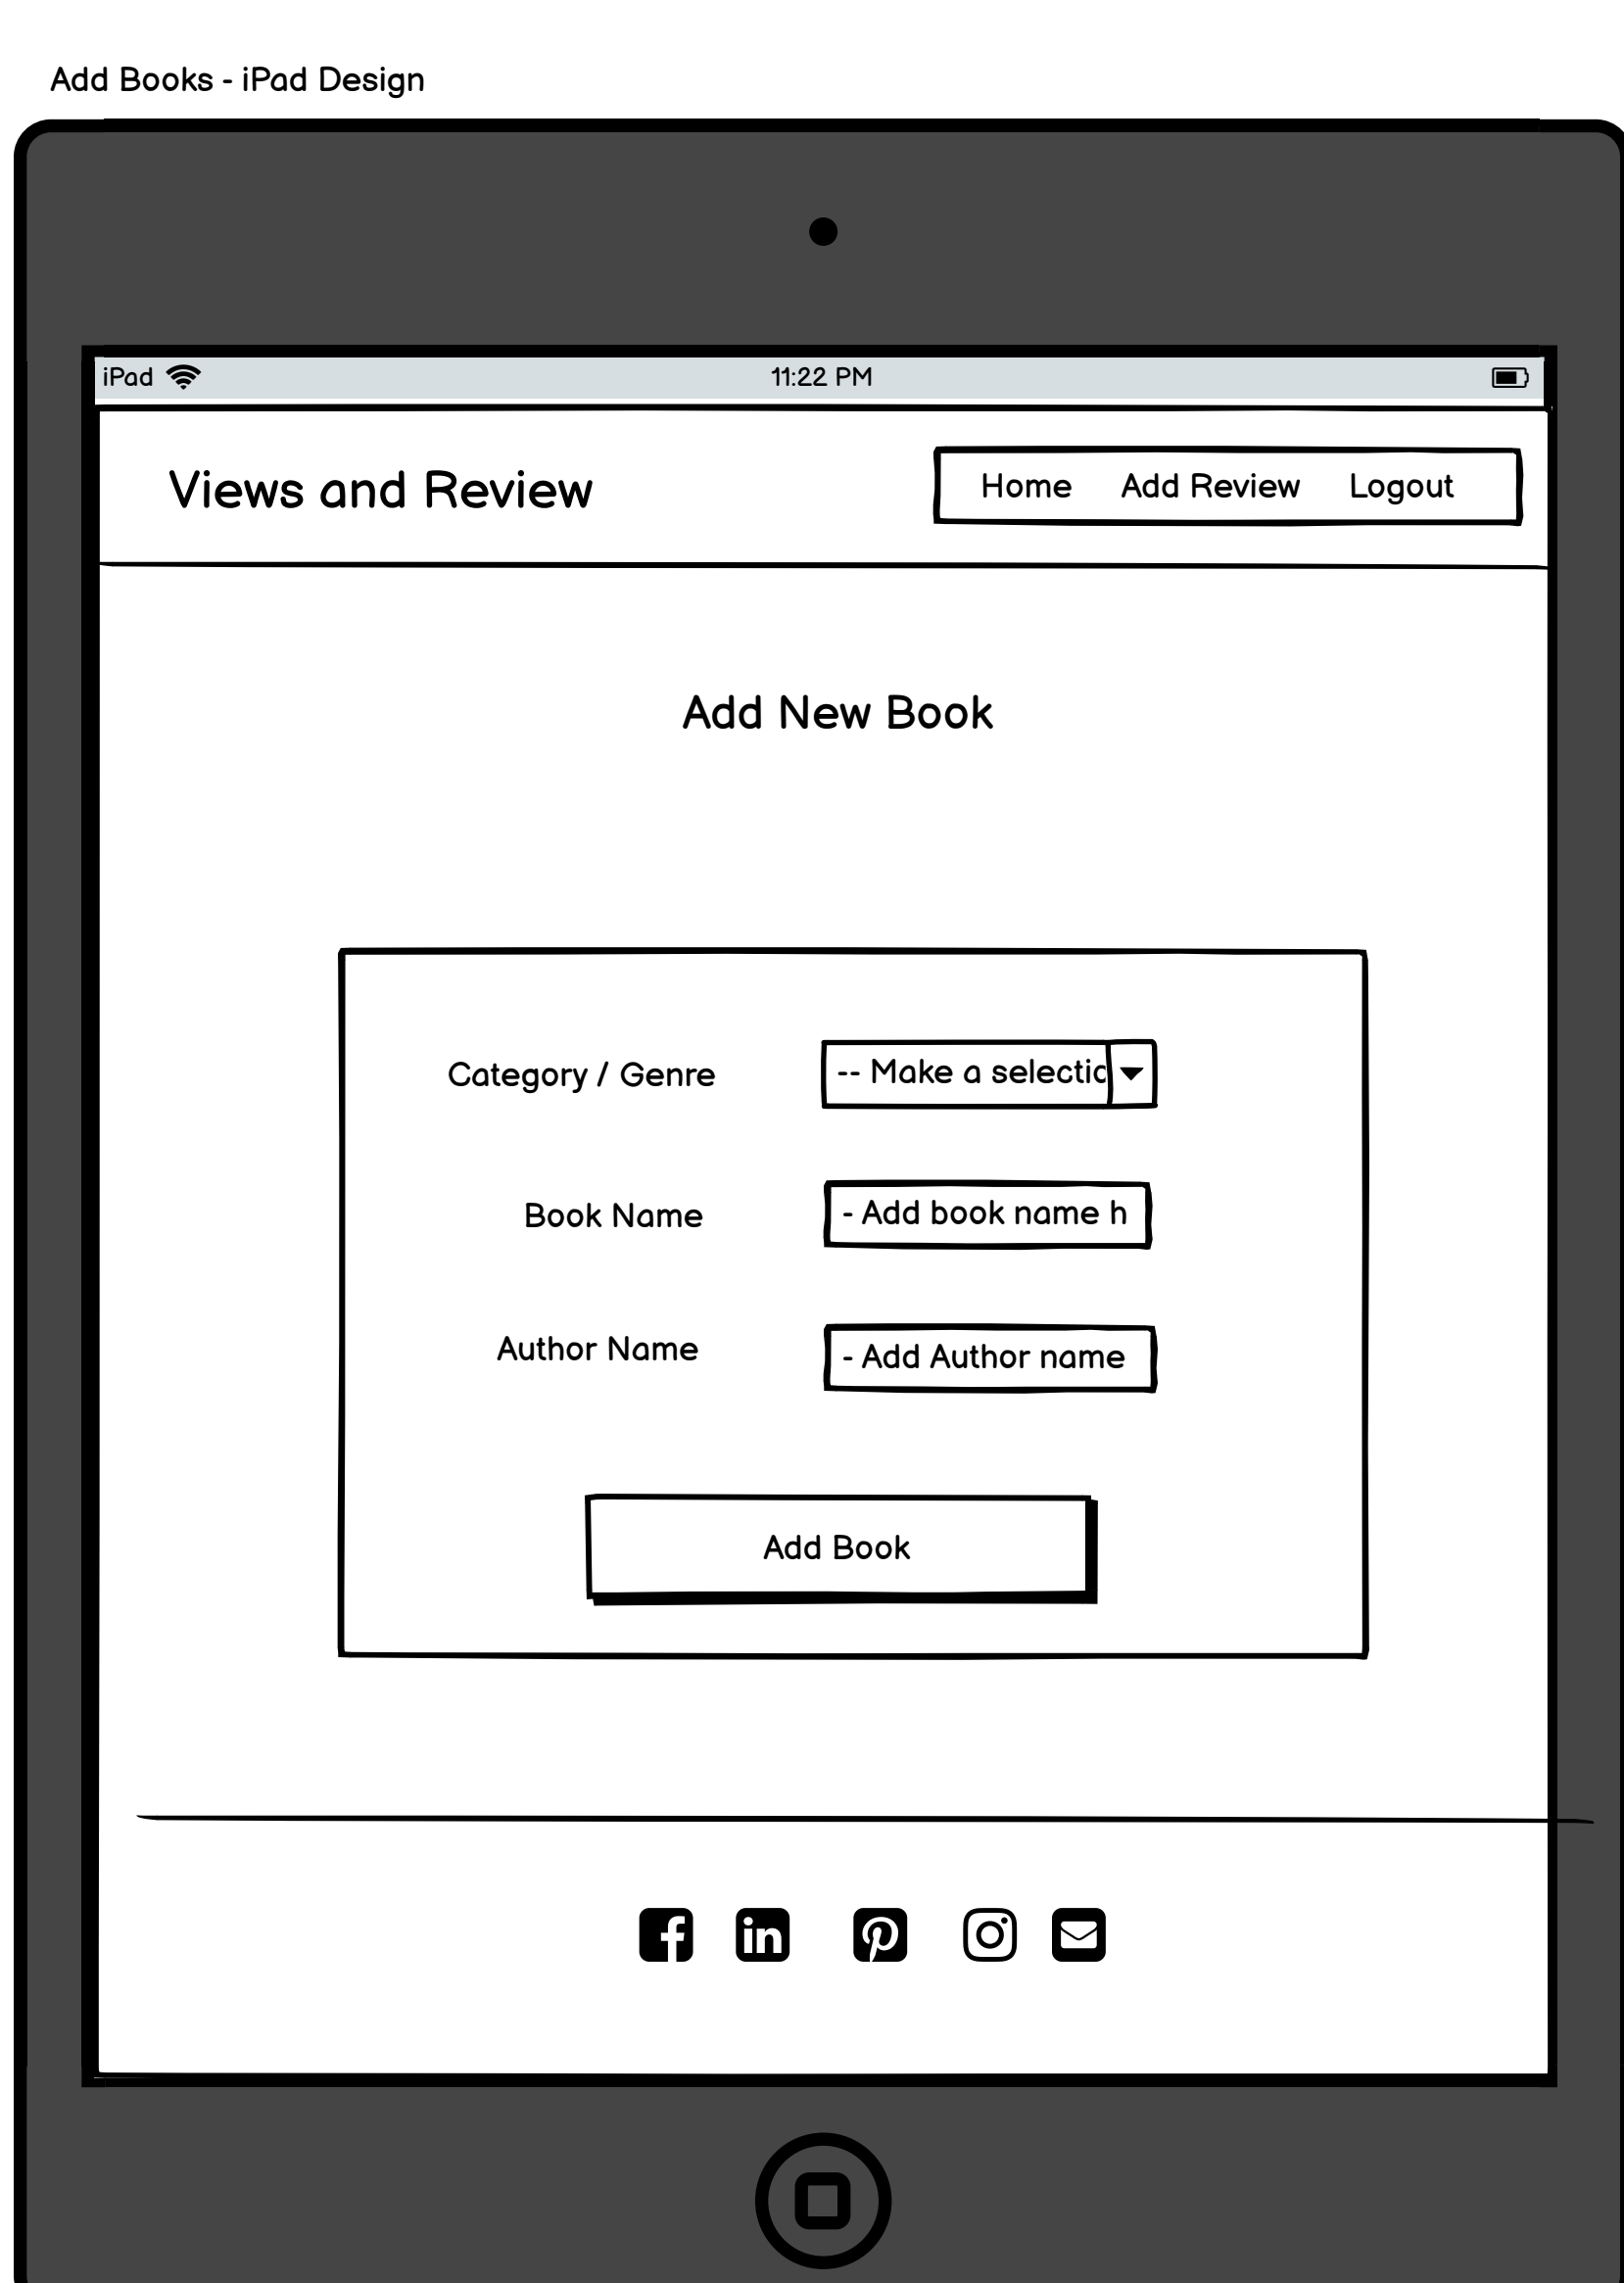 Add Books - iPad Design
iPad 11:22 PM
Views and Review
Home Add Review Logout
Add New Book
Category / Genre -- Make a selectio
Book Name - Add book name h
Author Name - Add Author name
Add Book